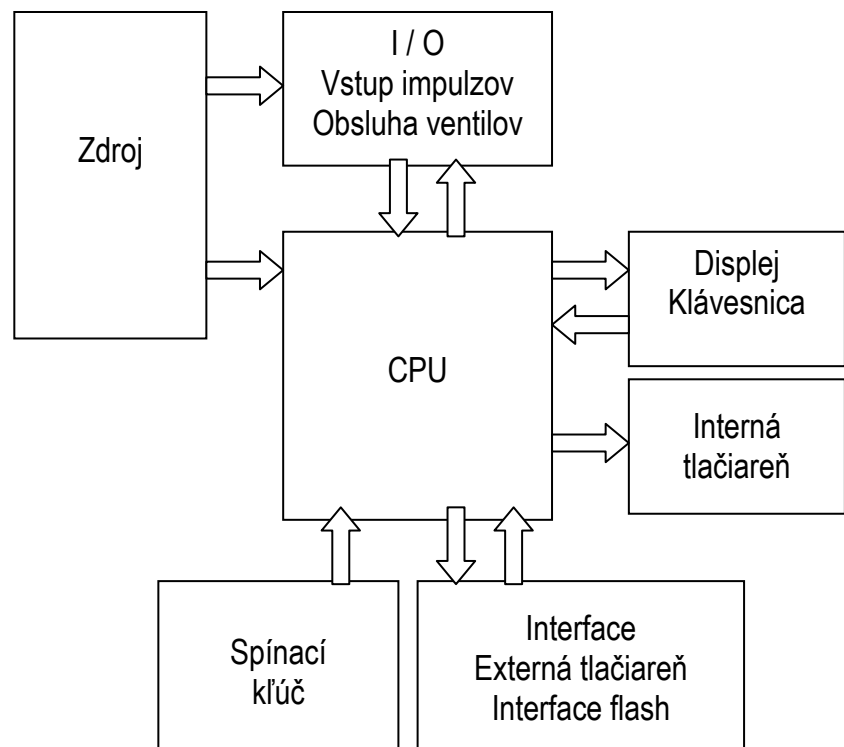 I / O
Vstup impulzov
Obsluha ventilov
Zdroj
Displej
Klávesnica
CPU
Interná
tlačiareň
Spínací
kľúč
Interface
Externá tlačiareň
Interface flash